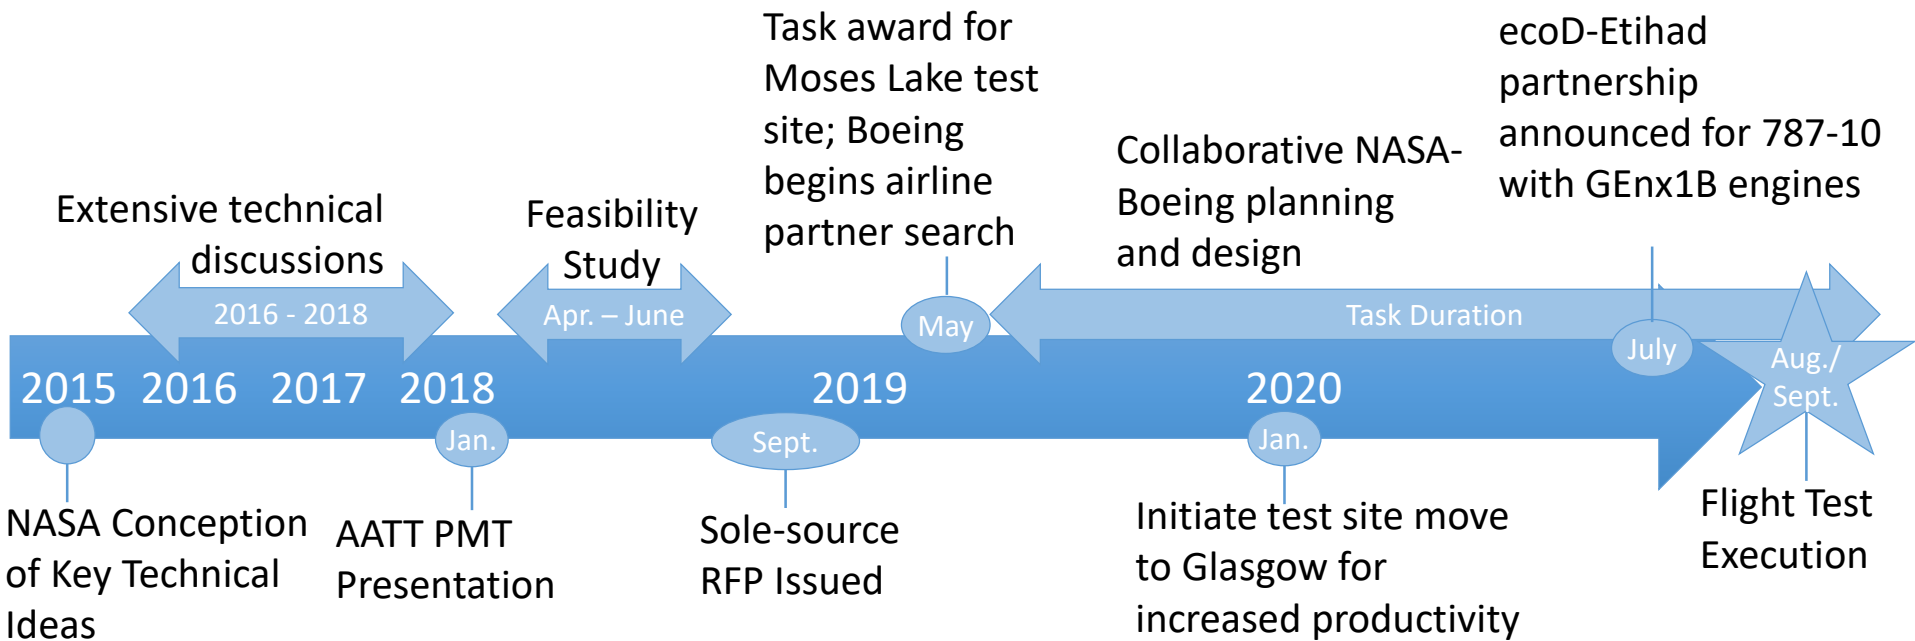 Extensive technical
discussions
2016 - 2018
Feasibility
Study
Apr. – June
Task award for
Moses Lake test
site; Boeing
begins airline
partner search
May
Collaborative NASA-
Boeing planning
and design
Task Duration
ecoD-Etihad
partnership
announced for 787-10
with GEnx1B engines
July
Aug./
Sept.
2015
2016
2017
2018
2019
2020
Jan.
Sept.
Jan.
NASA Conception
of Key Technical
Ideas
AATT PMT
Presentation
Sole-source
RFP Issued
Initiate test site move
to Glasgow for
increased productivity
Flight Test
Execution